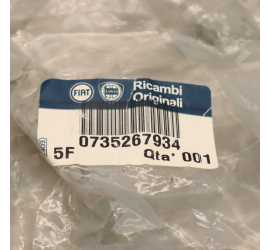 FIAT
Ricambi
Originali
0735267934
5F
Qta' 001